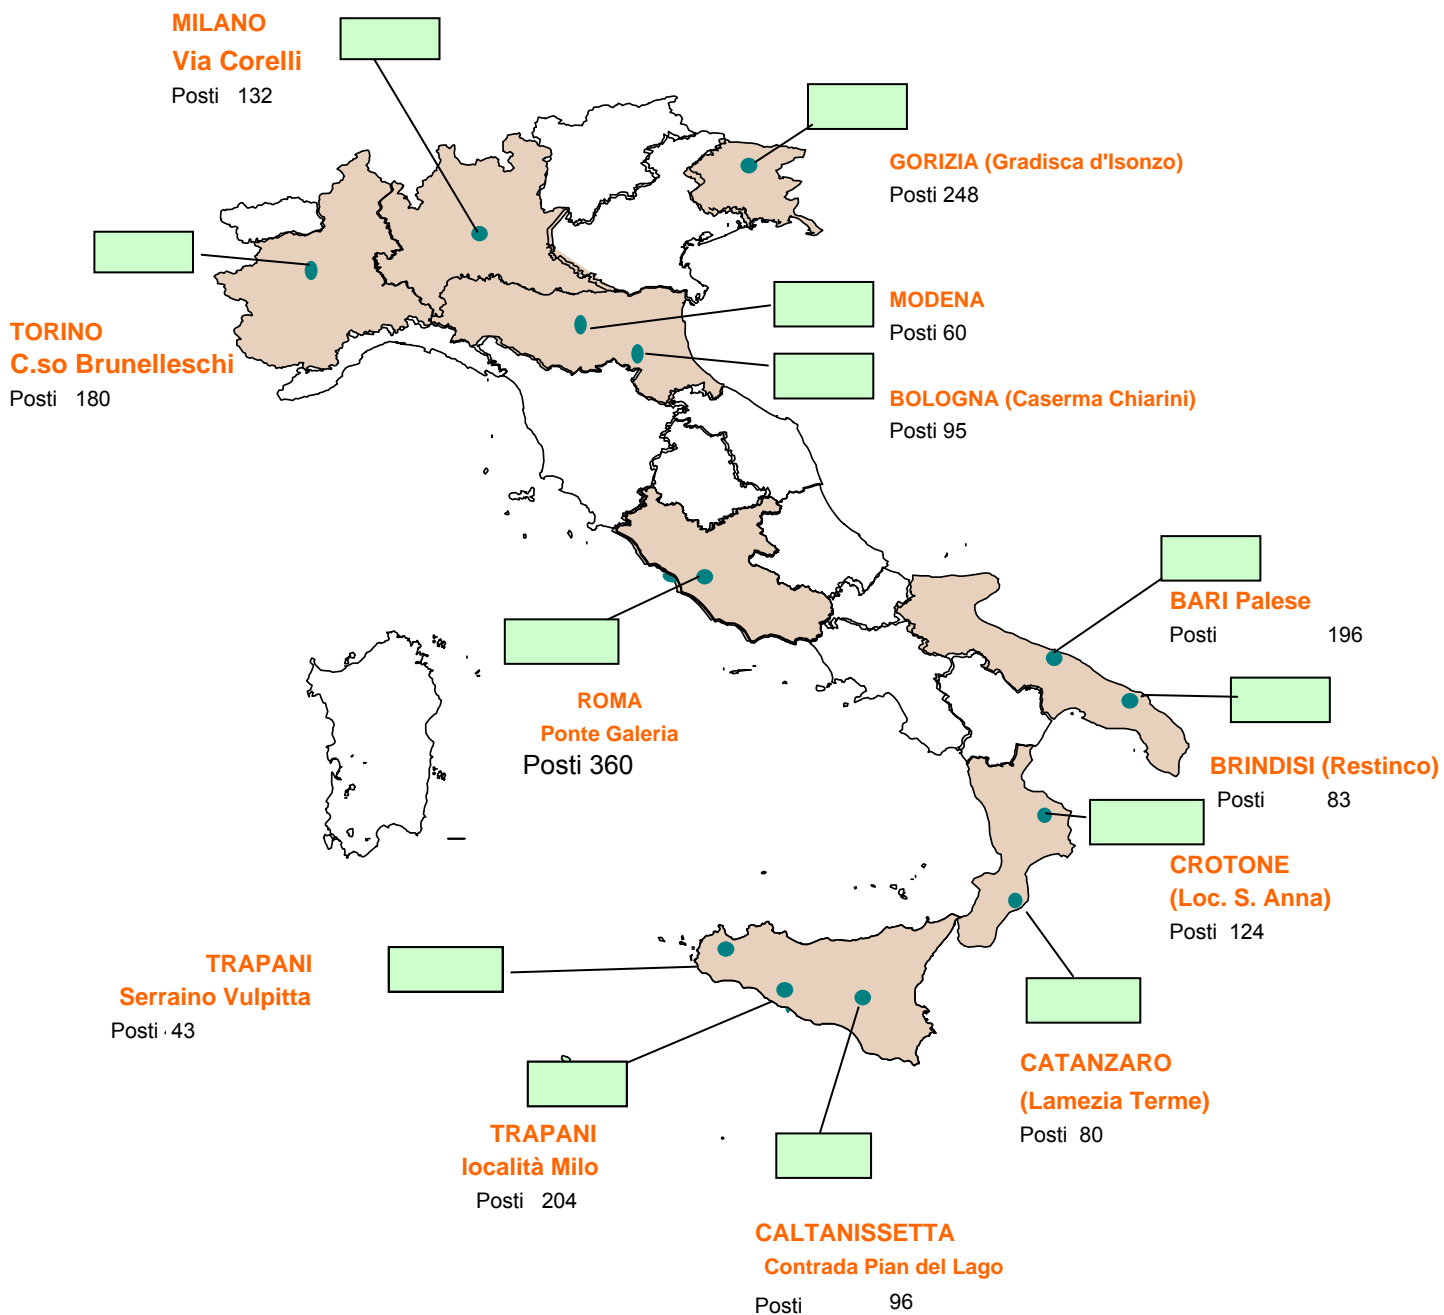 MILANO
Via Corelli
Posti 132
GORIZIA (Gradisca d'Isonzo)
Posti 248
MODENA
Posti 60
TORINO
C.so Brunelleschi
Posti 180
BOLOGNA (Caserma Chiarini)
Posti 95
BARI Palese
Posti 196
ROMA
Ponte Galeria
Posti 360
BRINDISI (Restinco)
Posti 83
CROTONE
(Loc. S. Anna)
Posti 124
TRAPANI
Serraino Vulpitta
Posti 43
CATANZARO
(Lamezia Terme)
Posti 80
TRAPANI
località Milo
Posti 204
CALTANISSETTA
Contrada Pian del Lago
Posti 96